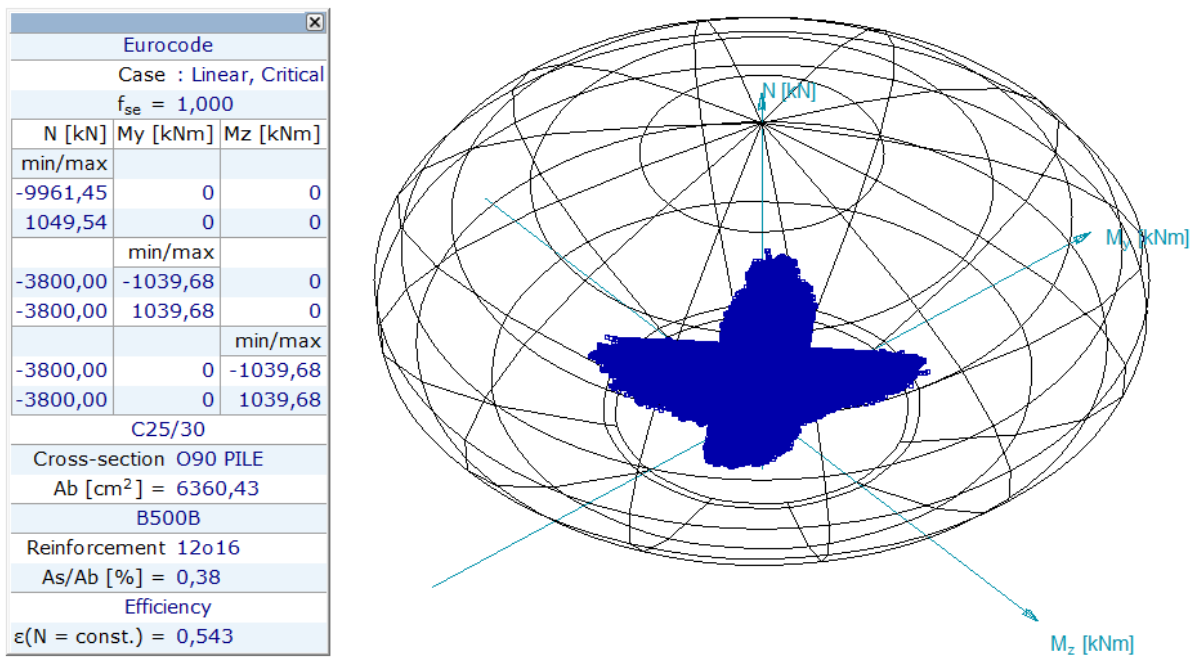 Eurocode
Case : Linear, Critical
fse = 1,000
N [kN] My [kNm] Mz [kNm]
min/max
-9961,45 0 0
1049,54 0 0
min/max
-3800,00 -1039,68 0
-3800,00 1039,68 0
min/max
-3800,00 0 -1039,68
-3800,00 0 1039,68
C25/30
Cross-section O90 PILE
Ab [cm²] = 6360,43
B500B
Reinforcement 12o16
As/Ab [%] = 0,38
Efficiency
ε(N = const.) = 0,543
N [kN]
My [kNm]
Mz [kNm]